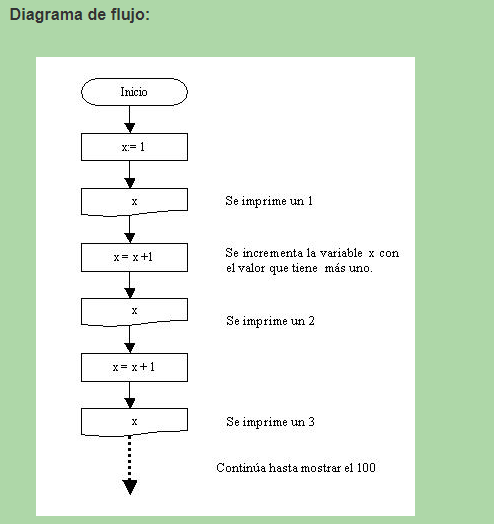 Diagrama de flujo:
Inicio
x:= 1
x
Se imprime un 1
x = x +1
Se incrementa la variable x con
el valor que tiene más uno.
x
Se imprime un 2
x = x + 1
x
Se imprime un 3
Continúa hasta mostrar el 100